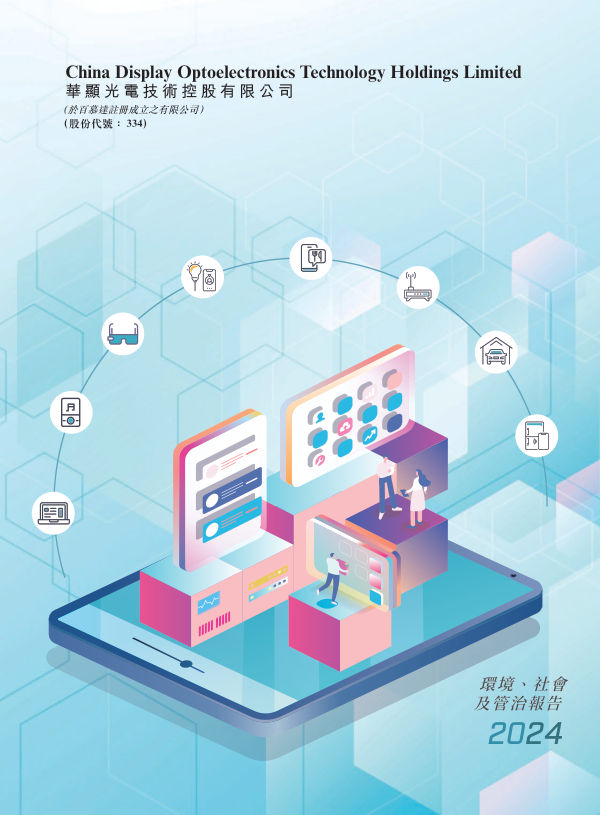 China Display Optoelectronics Technology Holdings Limited
華顯光電技術控股有限公司
(於百慕達註冊成立之有限公司)
(股份代號：334)
環境、社會
及管治報告
2024